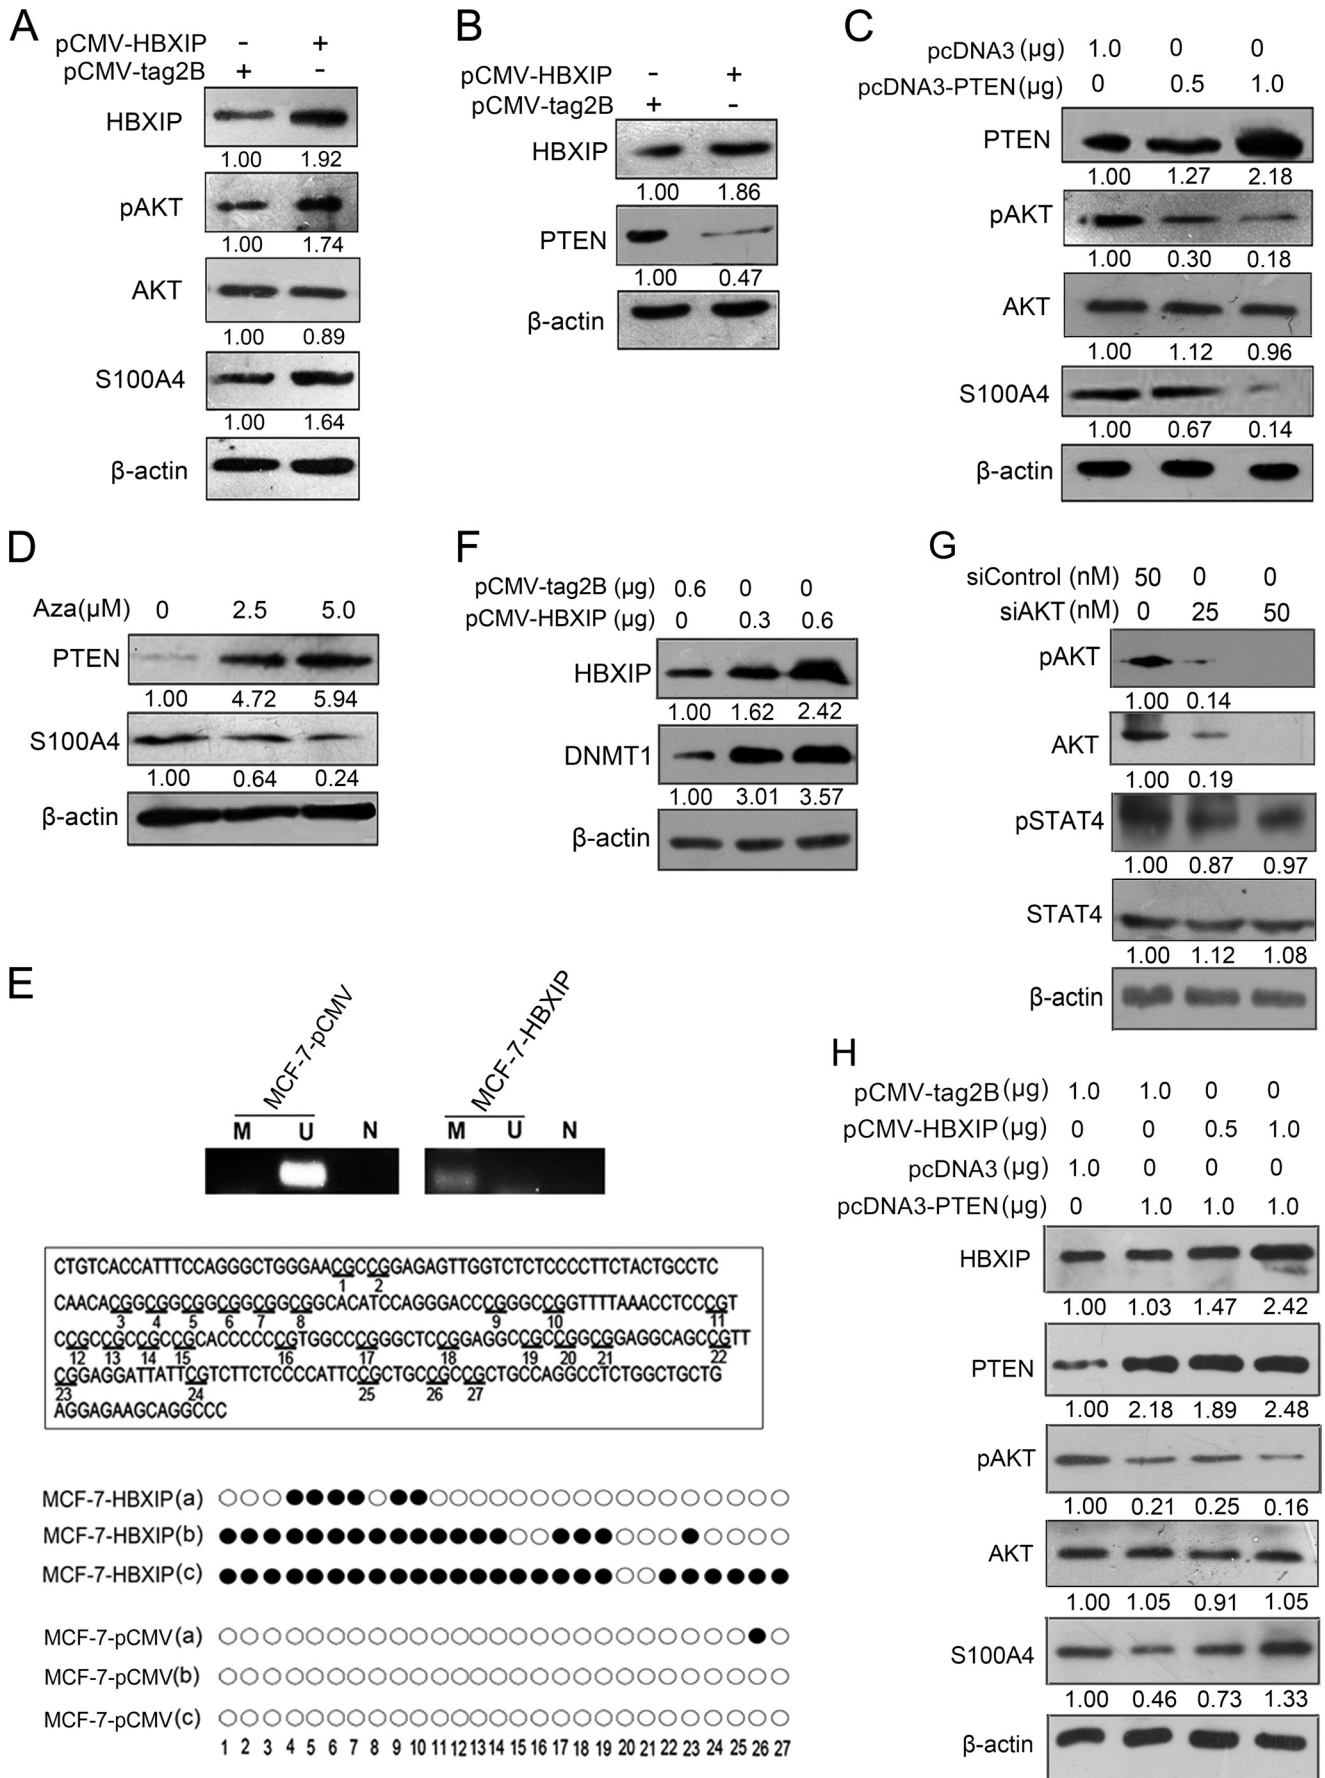 A
pCMV-HBXIP - +
pCMV-tag2B + -
HBXIP
1.00 1.92
pAKT
1.00 1.74
AKT
1.00 0.89
S100A4
1.00 1.64
β-actin
B
pCMV-HBXIP - +
pCMV-tag2B + -
HBXIP
1.00 1.86
PTEN
1.00 0.47
β-actin
C
pcDNA3 (μg) 1.0 0 0
pcDNA3-PTEN (μg) 0 0.5 1.0
PTEN
1.00 1.27 2.18
pAKT
1.00 0.30 0.18
AKT
1.00 1.12 0.96
S100A4
1.00 0.67 0.14
β-actin
D
Aza(μM) 0 2.5 5.0
PTEN
1.00 4.72 5.94
S100A4
1.00 0.64 0.24
β-actin
F
pCMV-tag2B (μg) 0.6 0 0
pCMV-HBXIP (μg) 0 0.3 0.6
HBXIP
1.00 1.62 2.42
DNMT1
1.00 3.01 3.57
β-actin
G
siControl (nM) 50 0 0
siAKT (nM) 0 25 50
pAKT
1.00 0.14
AKT
1.00 0.19
pSTAT4
1.00 0.87 0.97
STAT4
1.00 1.12 1.08
β-actin
E
MCF-7-pCMV
MCF-7-HBXIP
M U N M U N
CTGTCACCATTTCCAGGGCTGGGAACGCCGGAGAGTTGGTCTCTCCCCTTCTACTGCCTC
1 2
CAACACGGCGGCGGCGGCGGCGGCACATCCAGGGACCCGGGCCGGTTTTAAACCTCCCGT
3 4 5 6 7 8 9 10 11
CCGCCGCCGCCGCACCCCCCGTGGCCCGGGCTCCGGAGGCCGCCGGCGGAGGCAGCCGTT
12 13 14 15 16 17 18 19 20 21 22
CGGAGGATTATTCGTCTTCTCCCCATTCCGCTGCCGCCGCTGCCAGGCCTCTGGCTGCTG
23 24 25 26 27
AGGAGAAGCAGGCCC
MCF-7-HBXIP(a)
MCF-7-HBXIP(b)
MCF-7-HBXIP(c)
MCF-7-pCMV(a)
MCF-7-pCMV(b)
MCF-7-pCMV(c)
1 2 3 4 5 6 7 8 9 10 11 12 13 14 15 16 17 18 19 20 21 22 23 24 25 26 27
H
pCMV-tag2B (μg) 1.0 1.0 0 0
pCMV-HBXIP (μg) 0 0 0.5 1.0
pcDNA3 (μg) 1.0 0 0 0
pcDNA3-PTEN (μg) 0 1.0 1.0 1.0
HBXIP
1.00 1.03 1.47 2.42
PTEN
1.00 2.18 1.89 2.48
pAKT
1.00 0.21 0.25 0.16
AKT
1.00 1.05 0.91 1.05
S100A4
1.00 0.46 0.73 1.33
β-actin